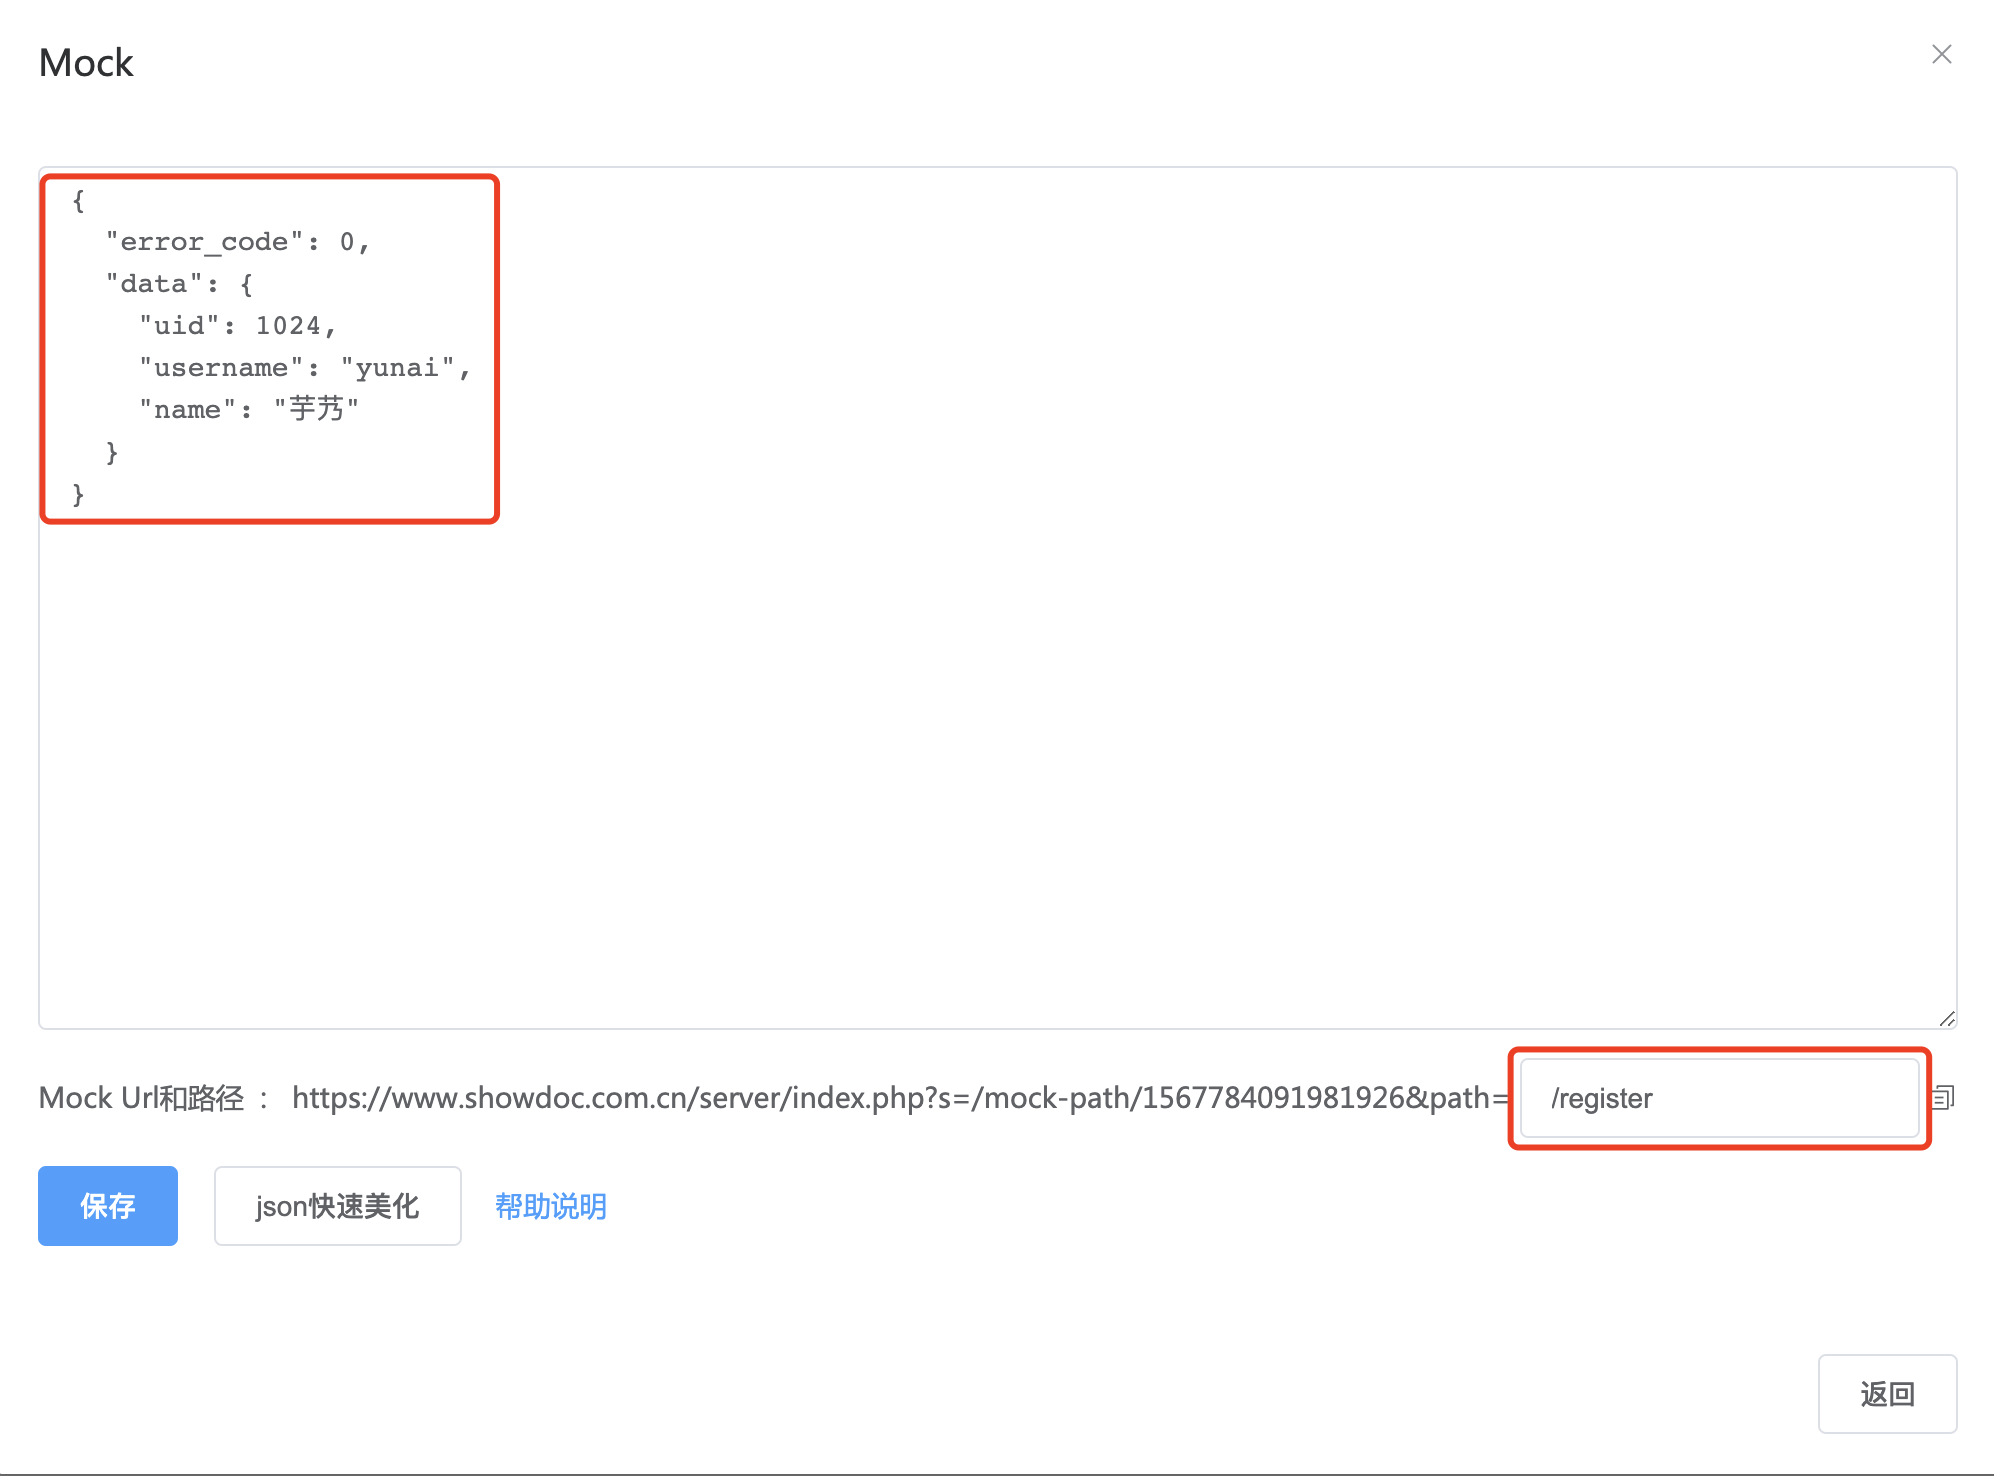 Mock
{
  "error_code": 0,
  "data": {
    "uid": 1024,
    "username": "yunai",
    "name": "芋艿"
  }
}
Mock Url和路径 ： https://www.showdoc.com.cn/server/index.php?s=/mock-path/1567784091981926&path= /register
保存 json快速美化 帮助说明
返回